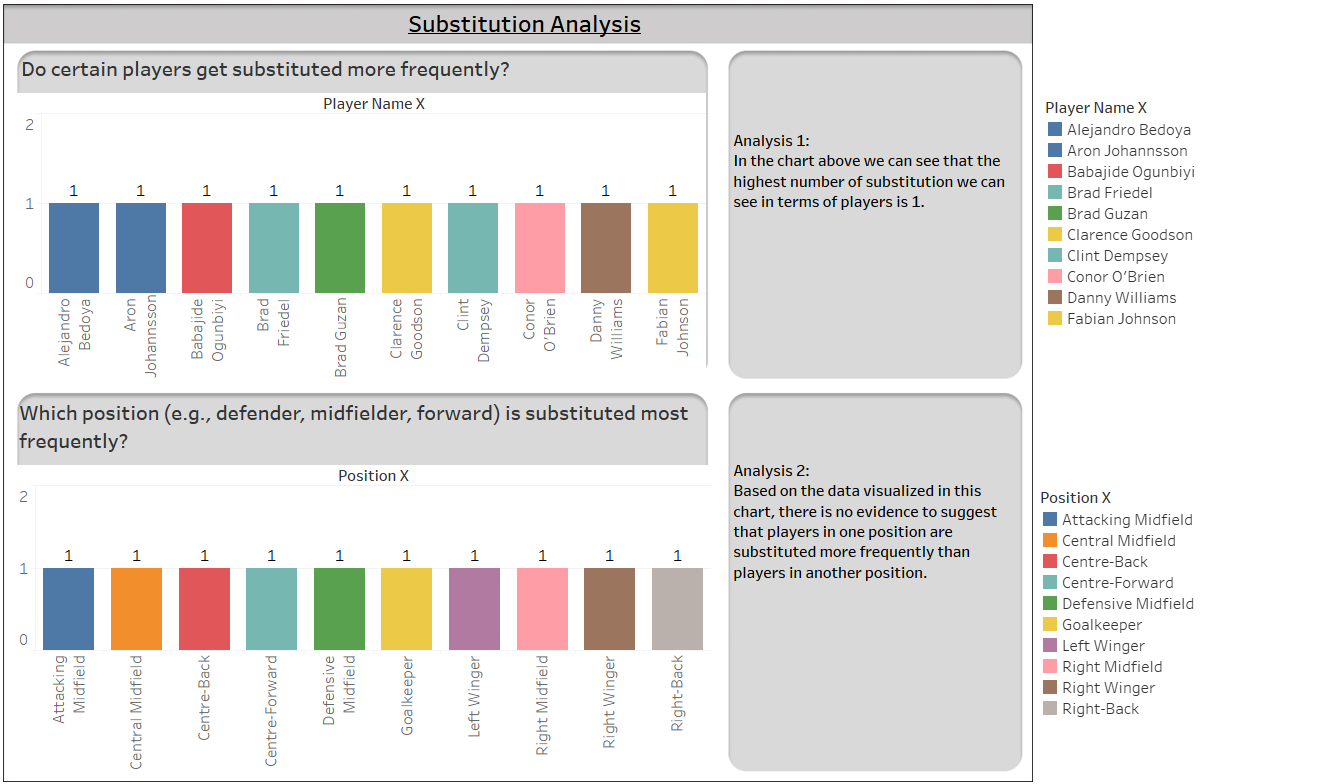 Substitution Analysis
Do certain players get substituted more frequently?
Player Name X
2
1
0
1
1
1
1
1
1
1
1
1
1
Alejandro
Bedoya
Aron
Johannsson
Babajide
Ogunbiyi
Brad
Friedel
Brad Guzan
Clarence
Goodson
Clint
Dempsey
Conor
O’Brien
Danny
Williams
Fabian
Johnson
Analysis 1:
In the chart above we can see that the
highest number of substitution we can
see in terms of players is 1.
Player Name X
Alejandro Bedoya
Aron Johannsson
Babajide Ogunbiyi
Brad Friedel
Brad Guzan
Clarence Goodson
Clint Dempsey
Conor O’Brien
Danny Williams
Fabian Johnson
Which position (e.g., defender, midfielder, forward) is substituted most
frequently?
Position X
2
1
0
1
1
1
1
1
1
1
1
1
1
Attacking
Midfield
Central Midfield
Centre-Back
Centre-Forward
Defensive
Midfield
Goalkeeper
Left Winger
Right Midfield
Right Winger
Right-Back
Analysis 2:
Based on the data visualized in this
chart, there is no evidence to suggest
that players in one position are
substituted more frequently than
players in another position.
Position X
Attacking Midfield
Central Midfield
Centre-Back
Centre-Forward
Defensive Midfield
Goalkeeper
Left Winger
Right Midfield
Right Winger
Right-Back